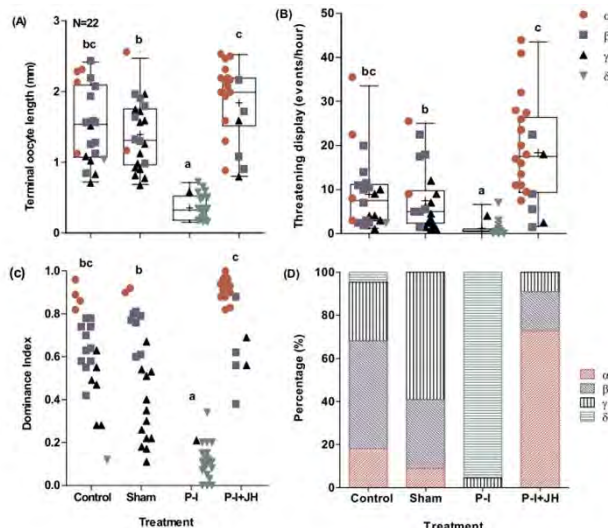 (A)
N=22
Terminal oocyte length (mm)
3
2
1
0
bc
b
a
c
(B)
Threatening display (events/hour)
50
40
30
20
10
0
bc
b
a
c
α
β
γ
δ
(c)
Dominance Index
1.0
0.8
0.6
0.4
0.2
0.0
bc
b
a
c
Control
Sham
P-I
P-I+JH
Treatment
(D)
Percentage (%)
100
80
60
40
20
0
α
β
γ
δ
Control
Sham
P-I
P-I+JH
Treatment